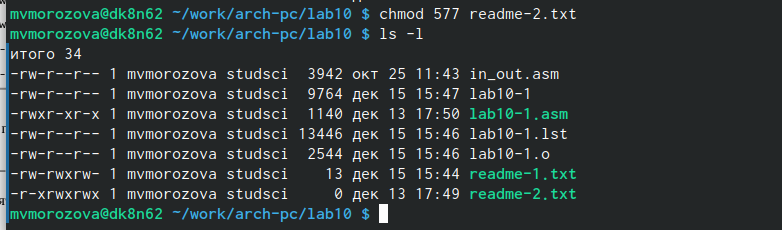 mvmorozova@dk8n62 ~/work/arch-pc/lab10 $ chmod 577 readme-2.txt
mvmorozova@dk8n62 ~/work/arch-pc/lab10 $ ls -l
итого 34
-rw-r--r-- 1 mvmorozova studsci  3942 окт 25 11:43 in_out.asm
-rw-r--r-- 1 mvmorozova studsci  9764 дек 15 15:47 lab10-1
-rwxr-xr-x 1 mvmorozova studsci  1140 дек 13 17:50 lab10-1.asm
-rw-r--r-- 1 mvmorozova studsci 13446 дек 15 15:46 lab10-1.lst
-rw-r--r-- 1 mvmorozova studsci  2544 дек 15 15:46 lab10-1.o
-rw-rwxrw- 1 mvmorozova studsci    13 дек 15 15:44 readme-1.txt
-r-xrwxrwx 1 mvmorozova studsci     0 дек 13 17:49 readme-2.txt
mvmorozova@dk8n62 ~/work/arch-pc/lab10 $